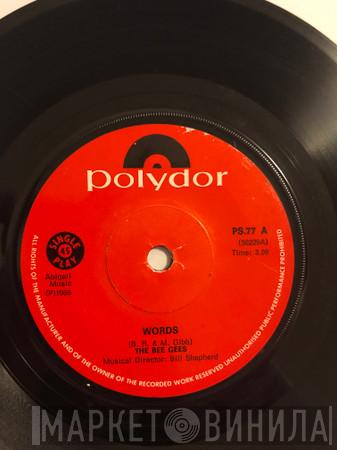 polydor
SINGLE
45
PLAY
Abigail
Music
(P)1968
PS.77 A
(50229A)
Time: 3.09
WORDS
(B. R. & M. Gibb)
THE BEE GEES
Musical Director: Bill Shepherd
ALL RIGHTS OF THE MANUFACTURER AND OF THE OWNER OF THE RECORDED WORK RESERVED UNAUTHORISED PUBLIC PERFORMANCE PROHIBITED
МАРКЕТ ВИНИЛА